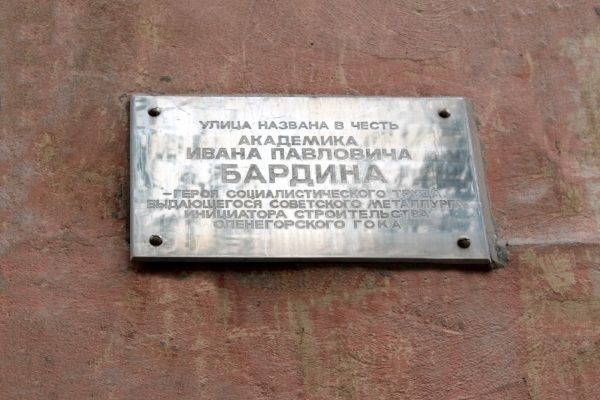 УЛИЦА НАЗВАНА В ЧЕСТЬ
АКАДЕМИКА
ИВАНА ПАВЛОВИЧА
БАРДИНА
–ГЕРОЯ СОЦИАЛИСТИЧЕСКОГО ТРУДА
ВЫДАЮЩЕГОСЯ СОВЕТСКОГО МЕТАЛЛУРГА
ИНИЦИАТОРА СТРОИТЕЛЬСТВА
ОЛЕНЕГОРСКОГО ГОКА